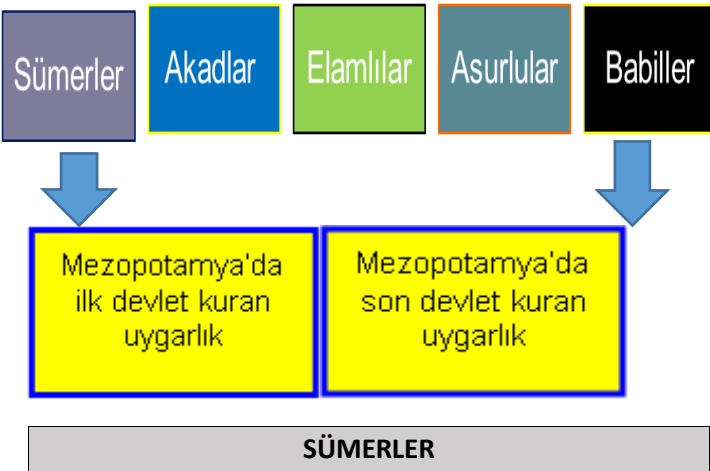 Sümerler
Akadlar
Elamlılar
Asurlular
Babiller
Mezopotamya'da
ilk devlet kuran
uygarlık
Mezopotamya'da
son devlet kuran
uygarlık
SÜMERLER